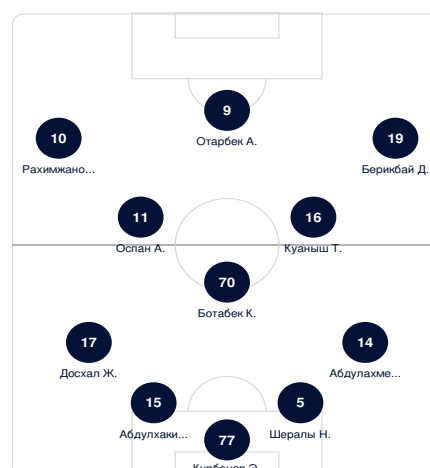 9
Отарбек А.
10
19
Рахимжано...
Берикбай Д.
11
16
Оспан А.
Куаныш Т.
70
Ботабек К.
17
14
Досхал Ж.
Абдулахме...
15
5
Абдулхаки...
Шералы Н.
77